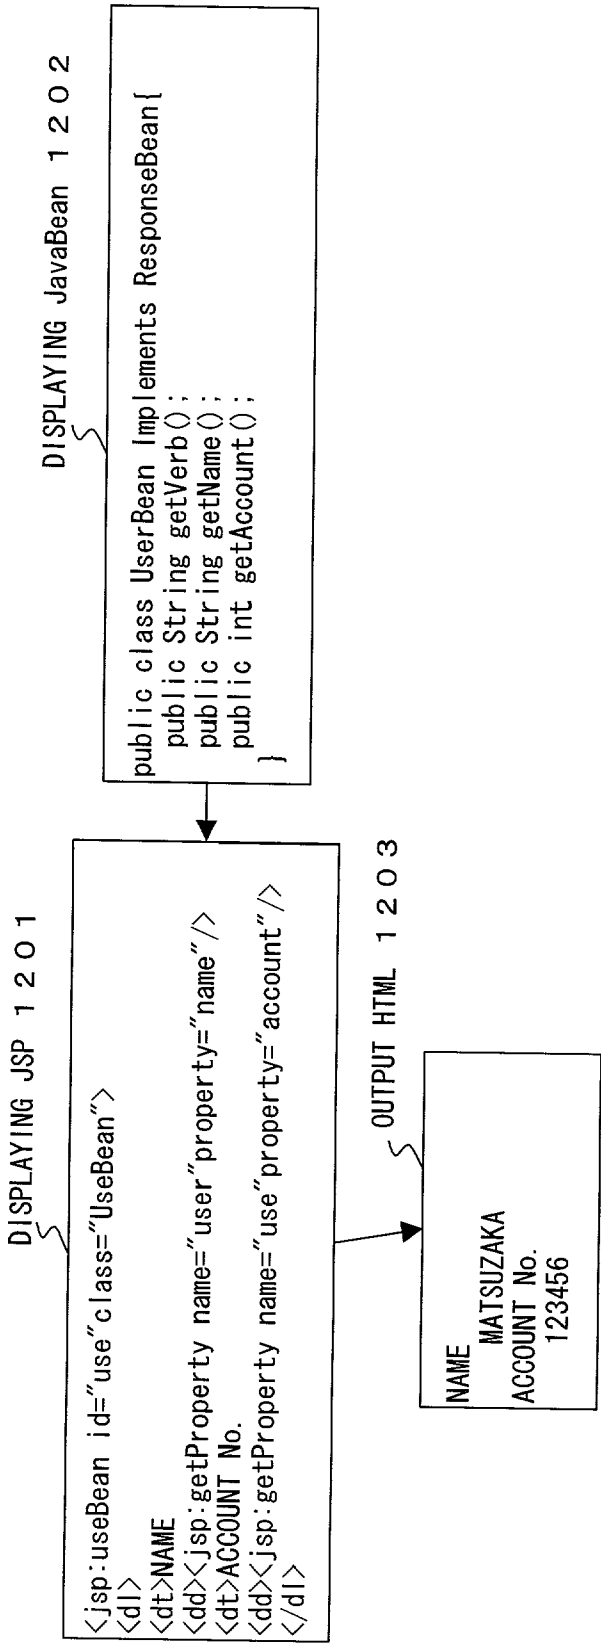 DISPLAYING JSP 1201
<jsp:useBean id="use"class="UseBean">
<dl>
<dt>NAME
<dd><jsp:getProperty name="user"property="name"/>
<dt>ACCOUNT No.
<dd><jsp:getProperty name="use"property="account"/>
</dl>
DISPLAYING JavaBean 1202
public class UserBean Implements ResponseBean{
public String getVerb();
public String getName();
public int getAccount();
}
OUTPUT HTML 1203
NAME
MATSUZAKA
ACCOUNT No.
123456